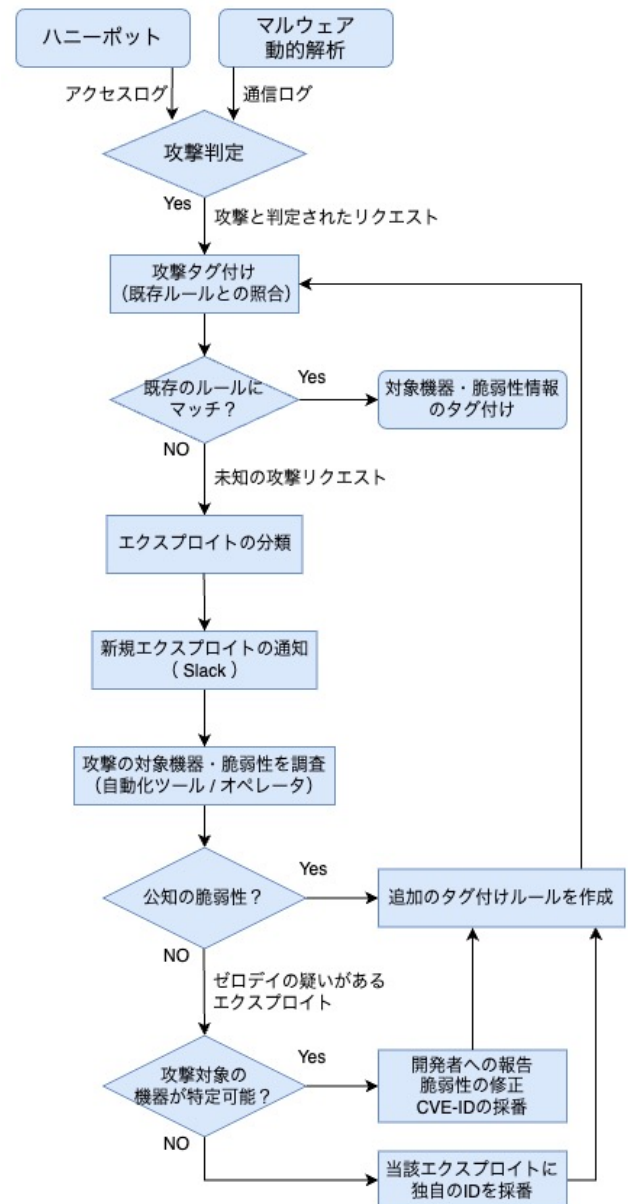 ハニーポット
マルウェア
動的解析
アクセスログ
通信ログ
攻撃判定
Yes
攻撃と判定されたリクエスト
攻撃タグ付け
（既存ルールとの照合）
既存のルールに
マッチ？
Yes
対象機器・脆弱性情報
のタグ付け
NO
未知の攻撃リクエスト
エクスプロイトの分類
新規エクスプロイトの通知
（ Slack ）
攻撃の対象機器・脆弱性を調査
（自動化ツール / オペレータ）
公知の脆弱性？
Yes
追加のタグ付けルールを作成
NO
ゼロデイの疑いがある
エクスプロイト
攻撃対象の
機器が特定可能？
Yes
開発者への報告
脆弱性の修正
CVE-IDの採番
NO
当該エクスプロイトに
独自のIDを採番